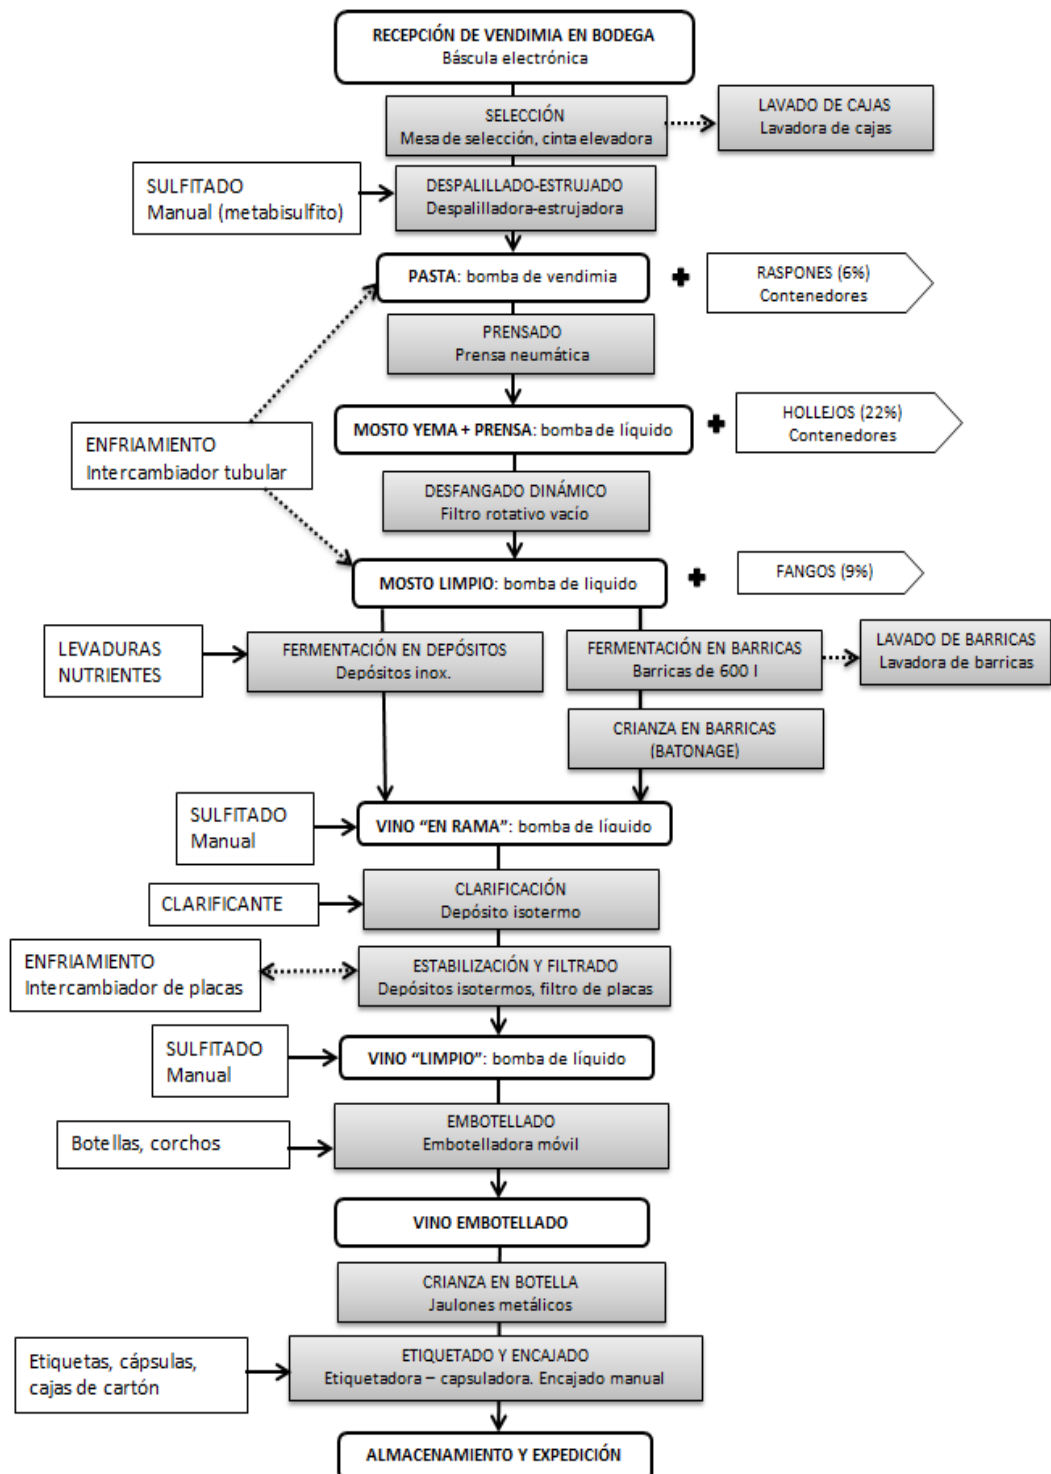 RECEPCIÓN DE VENDIMIA EN BODEGA
Báscula electrónica
SELECCIÓN
Mesa de selección, cinta elevadora
LAVADO DE CAJAS
Lavadora de cajas
SULFITADO
Manual (metabisulfito)
DESPALILLADO-ESTRUJADO
Despalilladora-estrujadora
PASTA: bomba de vendimia
RASPONES (6%)
Contenedores
PRENSADO
Prensa neumática
MOSTO YEMA + PRENSA: bomba de líquido
HOLLEJOS (22%)
Contenedores
ENFRIAMIENTO
Intercambiador tubular
DESFANGADO DINÁMICO
Filtro rotativo vacío
MOSTO LIMPIO: bomba de liquido
FANGOS (9%)
LEVADURAS
NUTRIENTES
FERMENTACIÓN EN DEPÓSITOS
Depósitos inox.
FERMENTACIÓN EN BARRICAS
Barricas de 600 l
LAVADO DE BARRICAS
Lavadora de barricas
CRIANZA EN BARRICAS
(BATONAGE)
SULFITADO
Manual
VINO “EN RAMA”: bomba de líquido
CLARIFICANTE
CLARIFICACIÓN
Depósito isotermo
ENFRIAMIENTO
Intercambiador de placas
ESTABILIZACIÓN Y FILTRADO
Depósitos isotermos, filtro de placas
SULFITADO
Manual
VINO “LIMPIO”: bomba de líquido
Botellas, corchos
EMBOTELLADO
Embotelladora móvil
VINO EMBOTELLADO
CRIANZA EN BOTELLA
Jaulones metálicos
Etiquetas, cápsulas,
cajas de cartón
ETIQUETADO Y ENCAJADO
Etiquetadora – capsuladora. Encajado manual
ALMACENAMIENTO Y EXPEDICIÓN